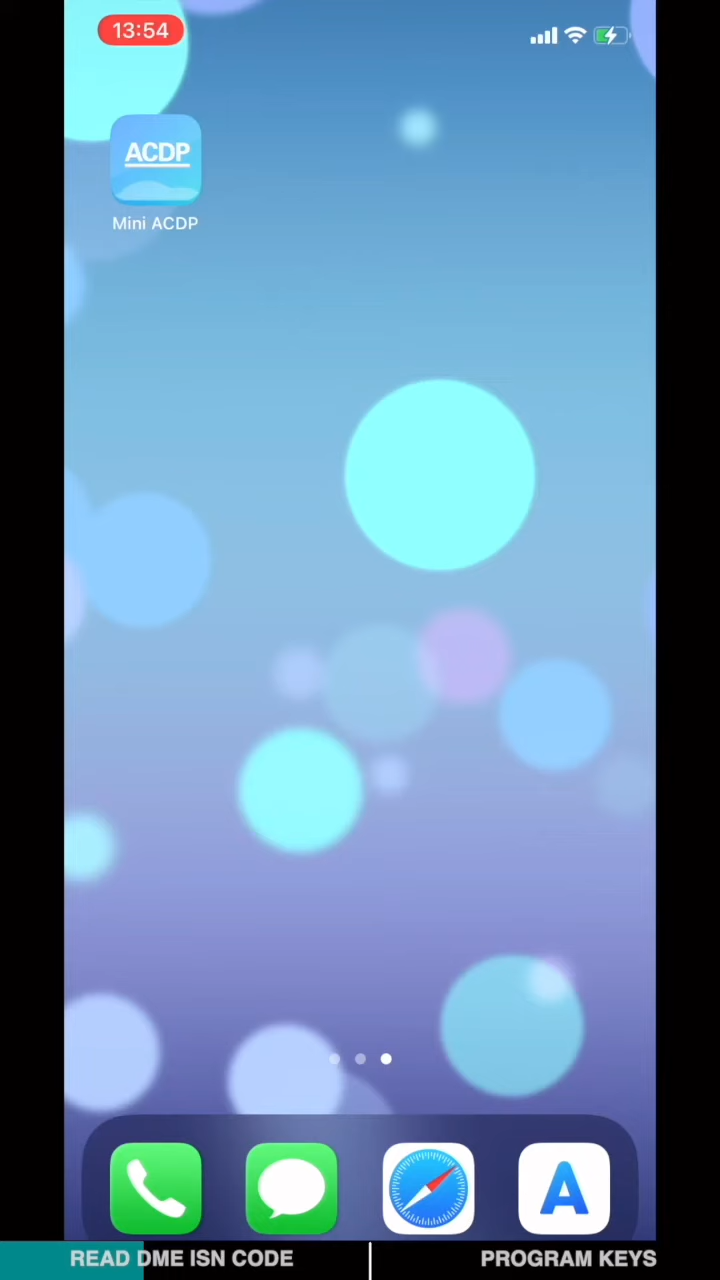 13:54
ACDP
Mini ACDP
READ DME ISN CODE
PROGRAM KEYS